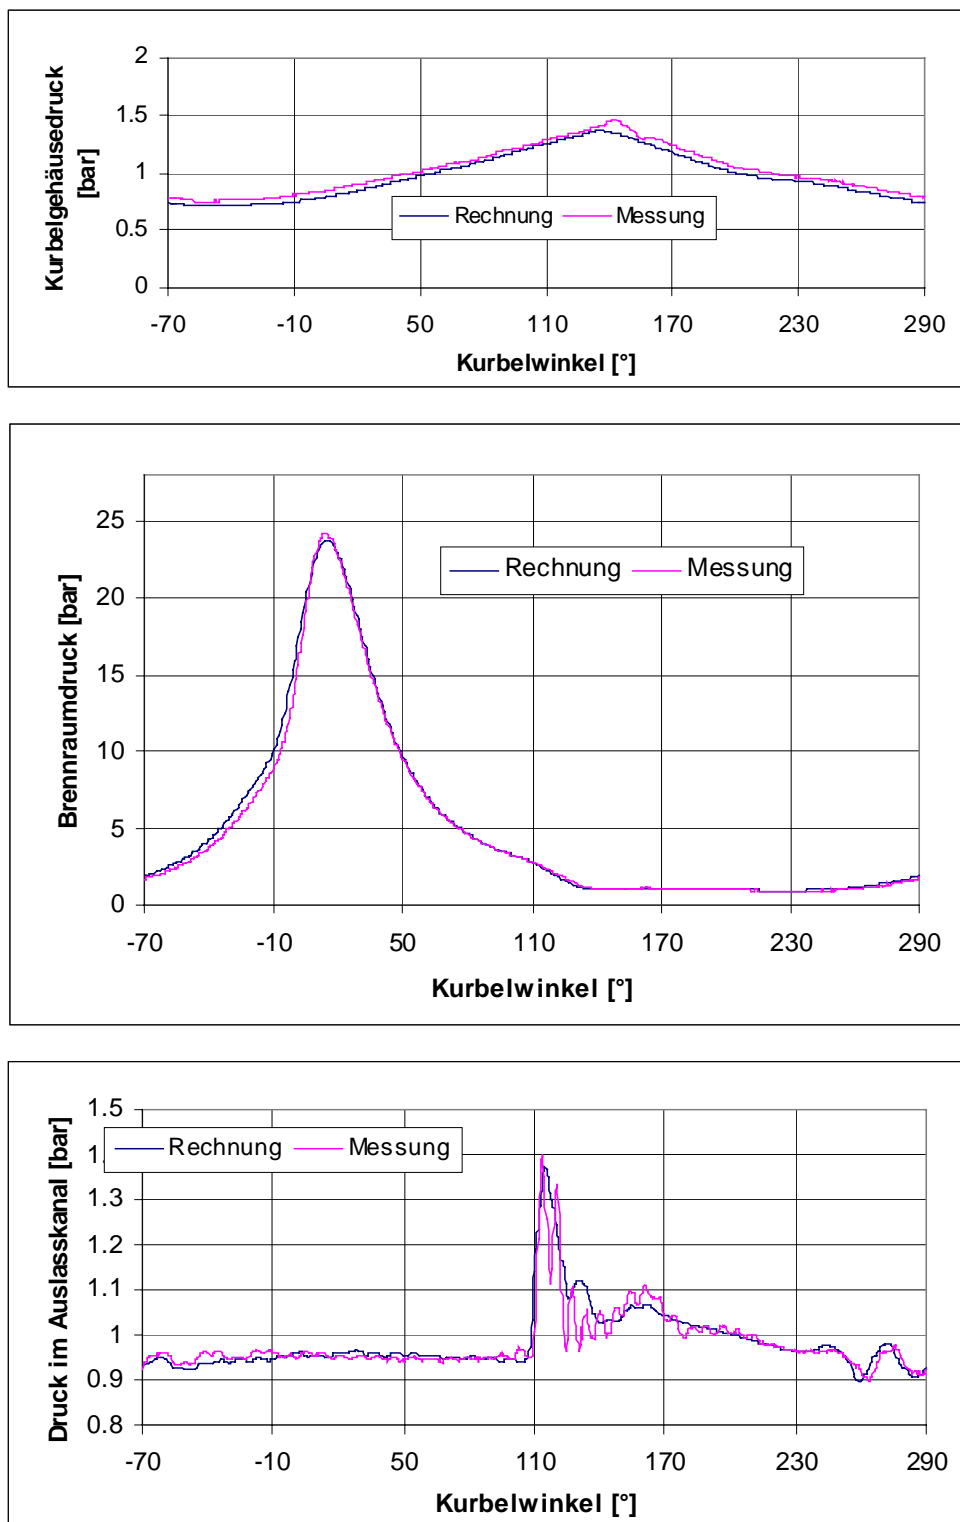 Kurbelgehäusedruck
[bar]
2
1.5
1
0.5
0
Rechnung Messung
-70 -10 50 110 170 230 290
Kurbelwinkel [°]
Brennraumdruck [bar]
25
20
15
10
5
0
Rechnung Messung
-70 -10 50 110 170 230 290
Kurbelwinkel [°]
Druck im Auslasskanal [bar]
1.5
Rechnung Messung
1.3
1.2
1.1
1
0.9
0.8
-70 -10 50 110 170 230 290
Kurbelwinkel [°]